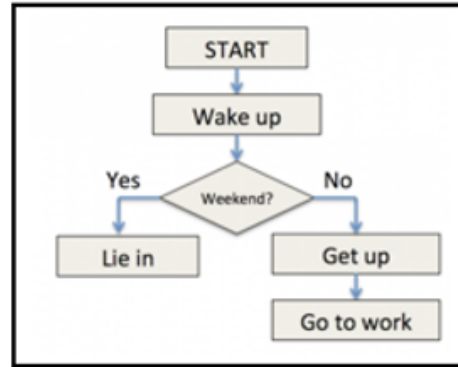 START
Wake up
Yes
Weekend?
No
Lie in
Get up
Go to work